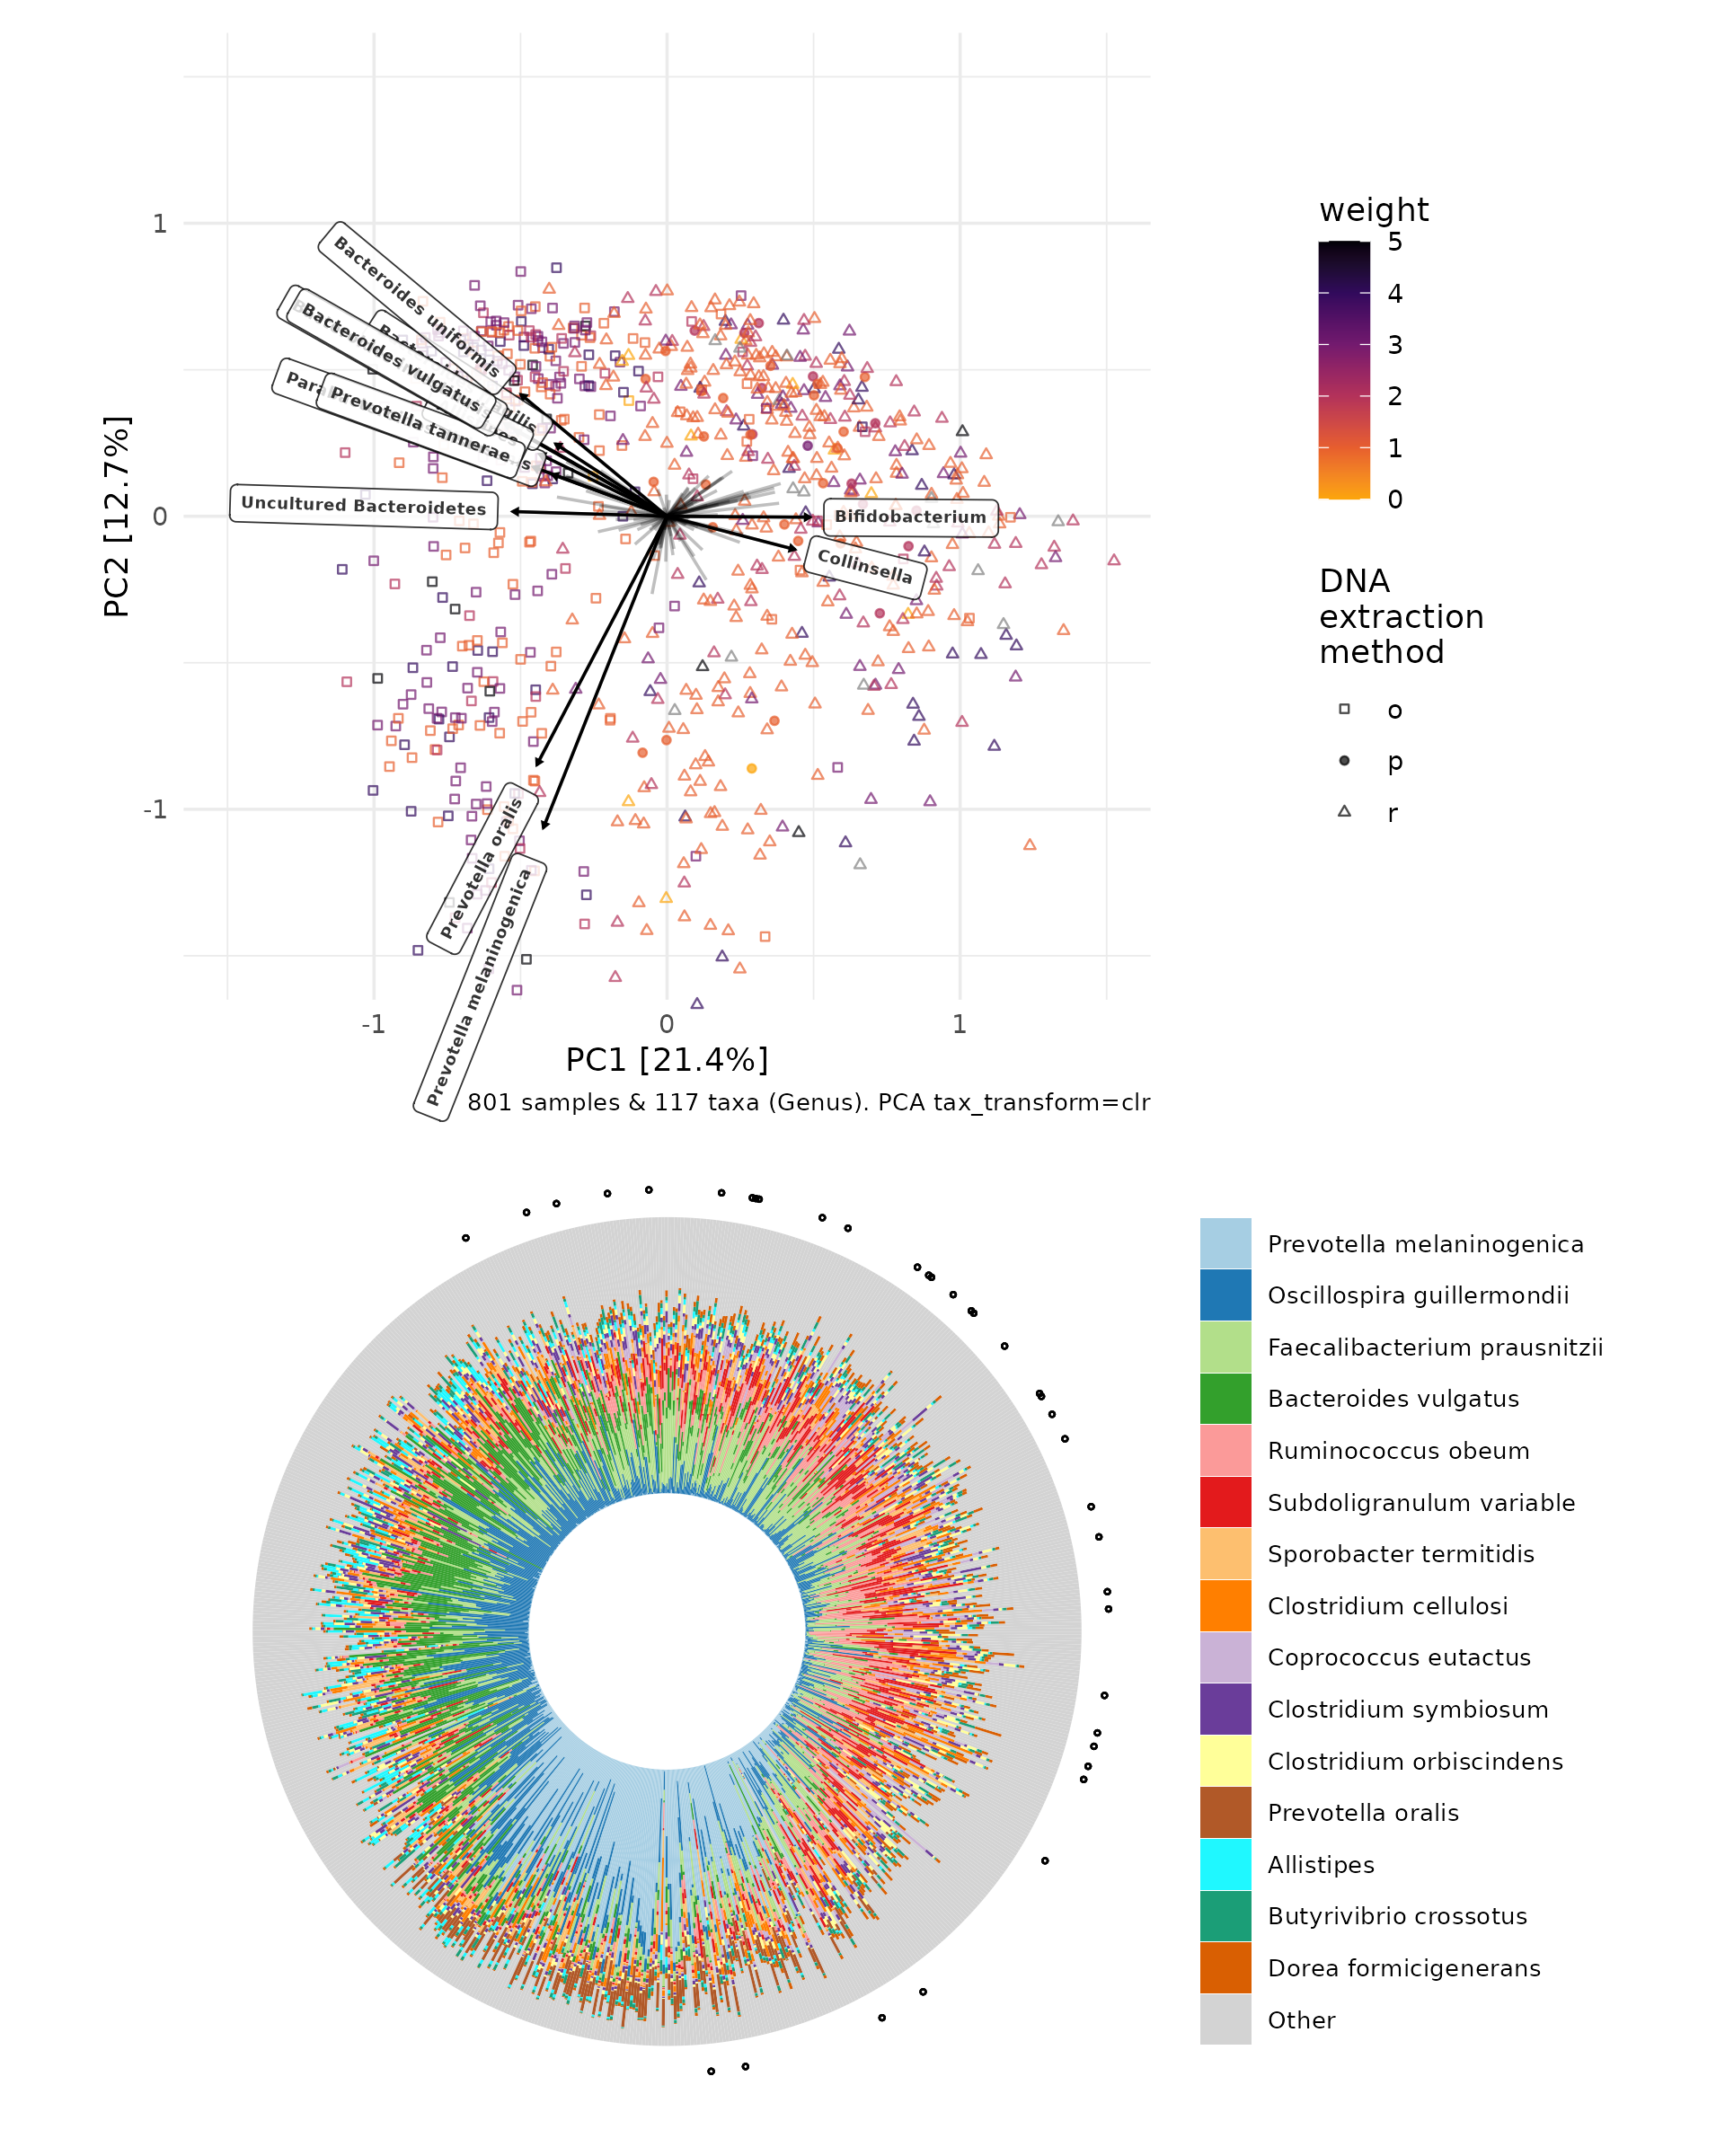 PC2 [12.7%]
1
0
-1
Bacteroides uniformis
Bacteroides vulgatus
Prevotella tannerae
Uncultured Bacteroidetes
Bifidobacterium
Collinsella
Prevotella oralis
Prevotella melaninogenica
-1
0
1
PC1 [21.4%]
801 samples & 117 taxa (Genus). PCA tax_transform=clr
weight
5
4
3
2
1
0
DNA
extraction
method
o
p
r
Prevotella melaninogenica
Oscillospira guillermondii
Faecalibacterium prausnitzii
Bacteroides vulgatus
Ruminococcus obeum
Subdoligranulum variable
Sporobacter termitidis
Clostridium cellulosi
Coprococcus eutactus
Clostridium symbiosum
Clostridium orbiscindens
Prevotella oralis
Allistipes
Butyrivibrio crossotus
Dorea formicigenerans
Other